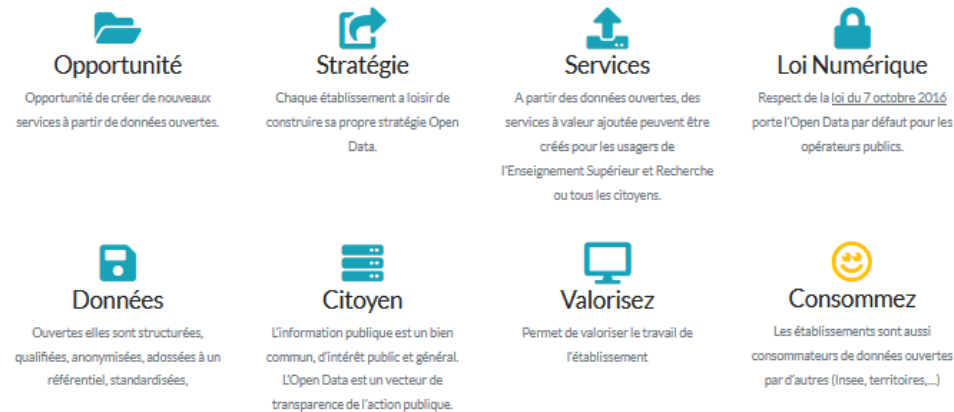 Opportunité
Opportunité de créer de nouveaux
services à partir de données ouvertes.
Stratégie
Chaque établissement a loisir de
construire sa propre stratégie Open
Data.
Services
A partir des données ouvertes, des
services à valeur ajoutée peuvent être
créés pour les usagers de
l'Enseignement Supérieur et Recherche
ou tous les citoyens.
Loi Numérique
Respect de la loi du 7 octobre 2016
porte l'Open Data par défaut pour les
opérateurs publics.
Données
Ouvertes elles sont structurées,
qualifiées, anonymisées, adossées à un
référentiel, standardisées,
Citoyen
L'information publique est un bien
commun, d'intérêt public et général.
L'Open Data est un vecteur de
transparence de l'action publique.
Valorisez
Permet de valoriser le travail de
l'établissement
Consommez
Les établissements sont aussi
consommateurs de données ouvertes
par d'autres (Insee, territoires,...)